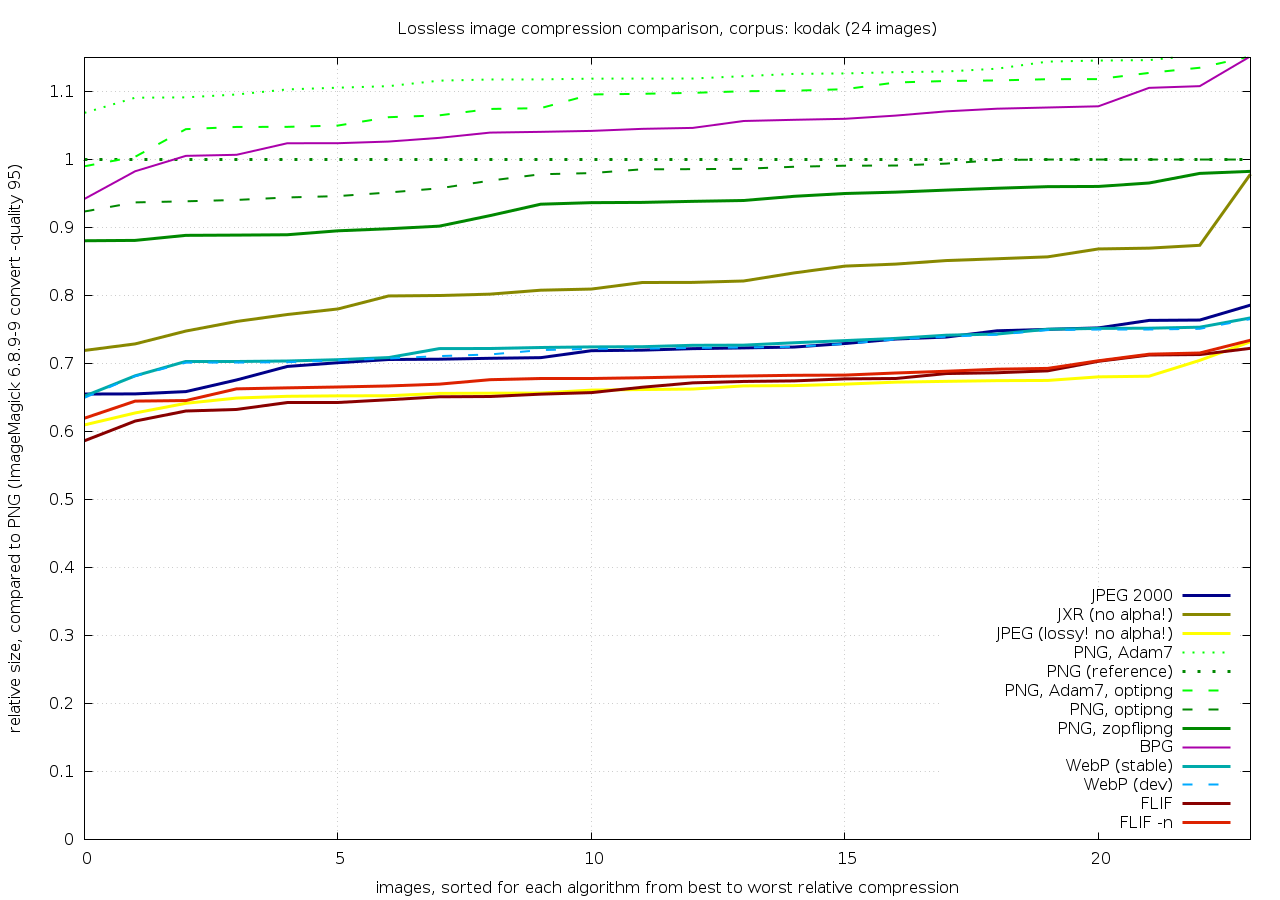 Lossless image compression comparison, corpus: kodak (24 images)
relative size, compared to PNG (ImageMagick 6.8.9-9 convert -quality 95)
1.1
1
0.9
0.8
0.7
0.6
0.5
0.4
0.3
0.2
0.1
0
JPEG 2000
JXR (no alpha!)
JPEG (lossy! no alpha!)
PNG, Adam7
PNG (reference)
PNG, Adam7, optipng
PNG, optipng
PNG, zopflipng
BPG
WebP (stable)
WebP (dev)
FLIF
FLIF -n
0 5 10 15 20
images, sorted for each algorithm from best to worst relative compression